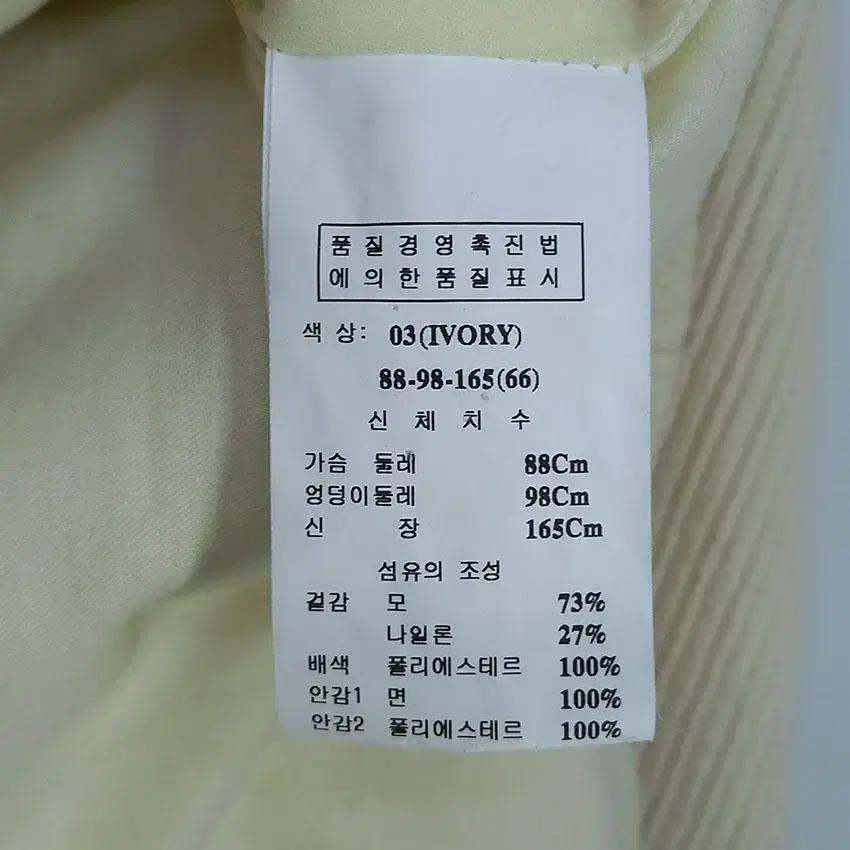 품질경영촉진법
에의한품질표시
색상: 03(IVORY)
88-98-165(66)
신체치수
가슴 둘레 88Cm
엉덩이둘레 98Cm
신 장 165Cm
섬유의 조성
겉감 모 73%
나일론 27%
배색 폴리에스테르 100%
안감1 면 100%
안감2 폴리에스테르 100%